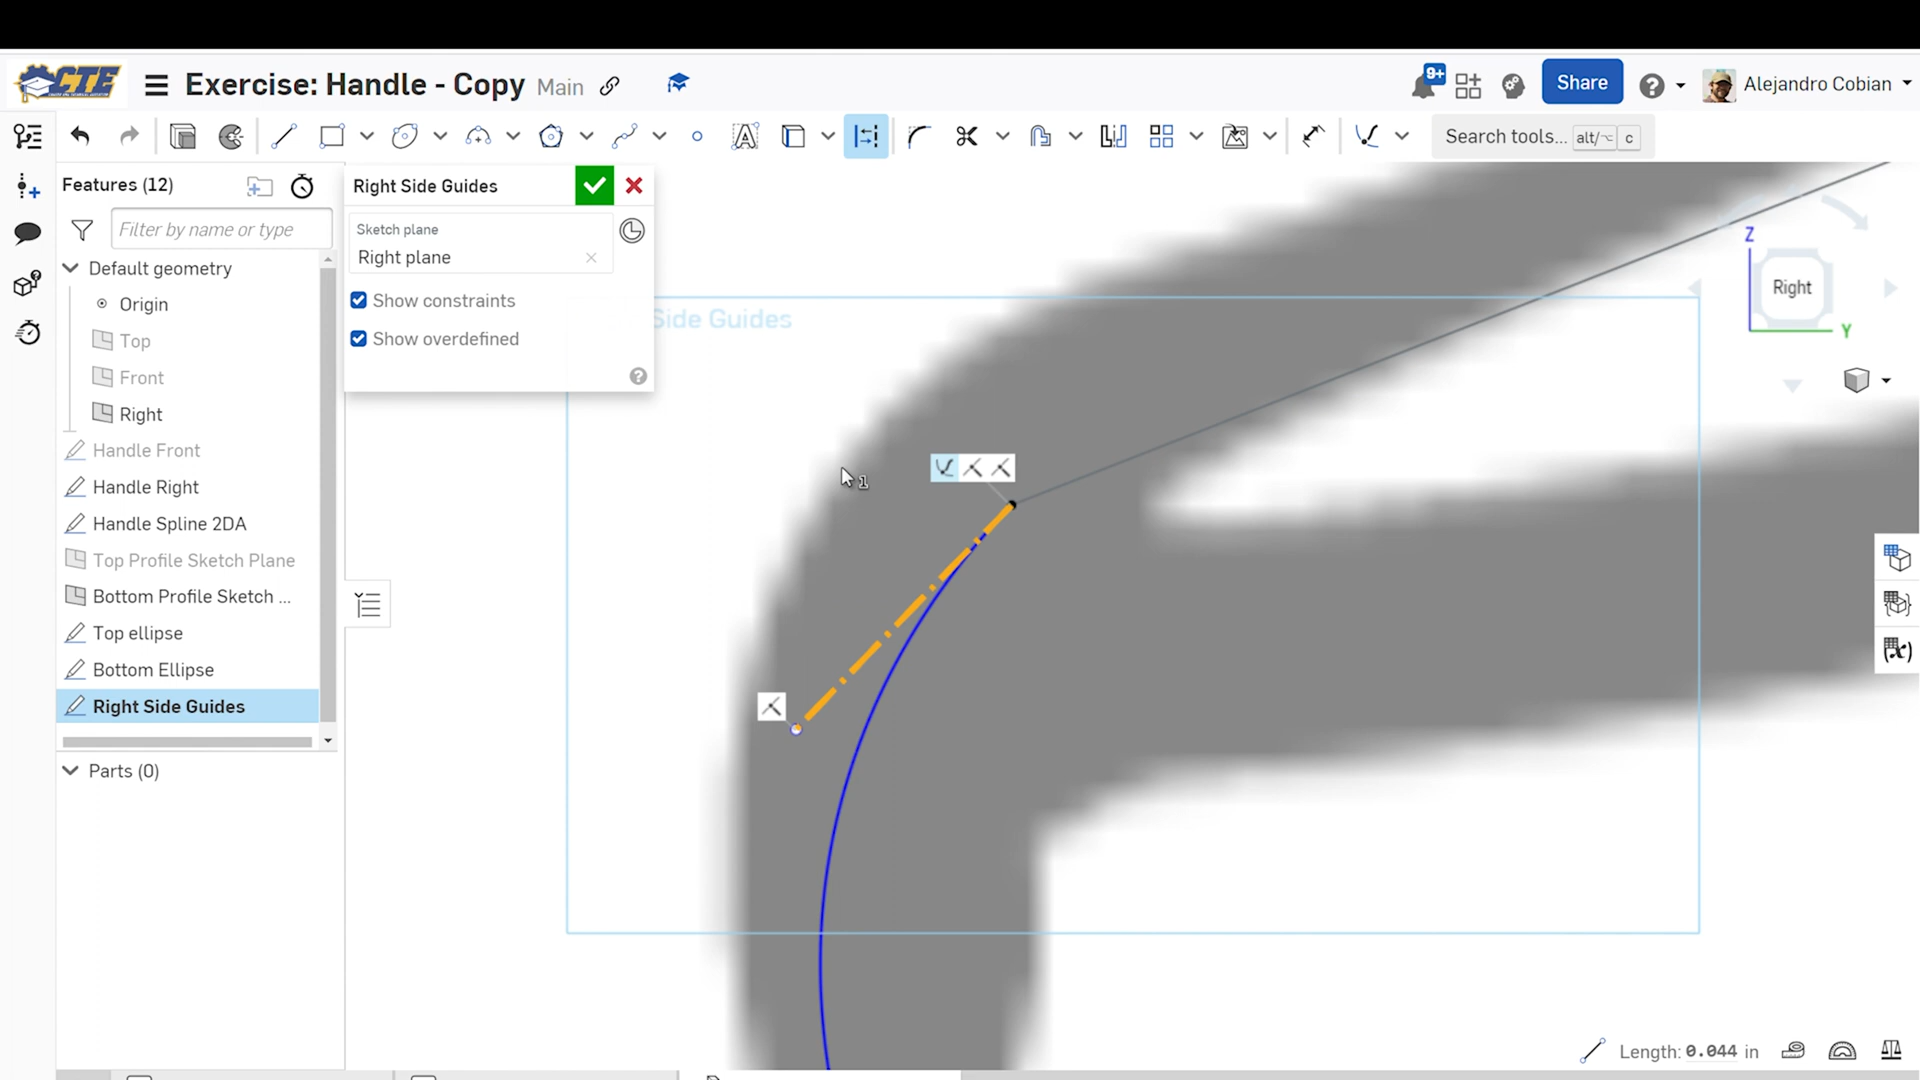 CTE
Exercise: Handle - Copy
Main
9+
Share
Alejandro Cobian
Search tools... alt/⌥ c
Features (12)
Filter by name or type
Default geometry
Origin
Top
Front
Right
Handle Front
Handle Right
Handle Spline 2DA
Top Profile Sketch Plane
Bottom Profile Sketch ...
Top ellipse
Bottom Ellipse
Right Side Guides
Parts (0)
Right Side Guides
Sketch plane
Right plane
Show constraints
Show overdefined
Side Guides
1
Z
Right
Y
Length: 0.044 in